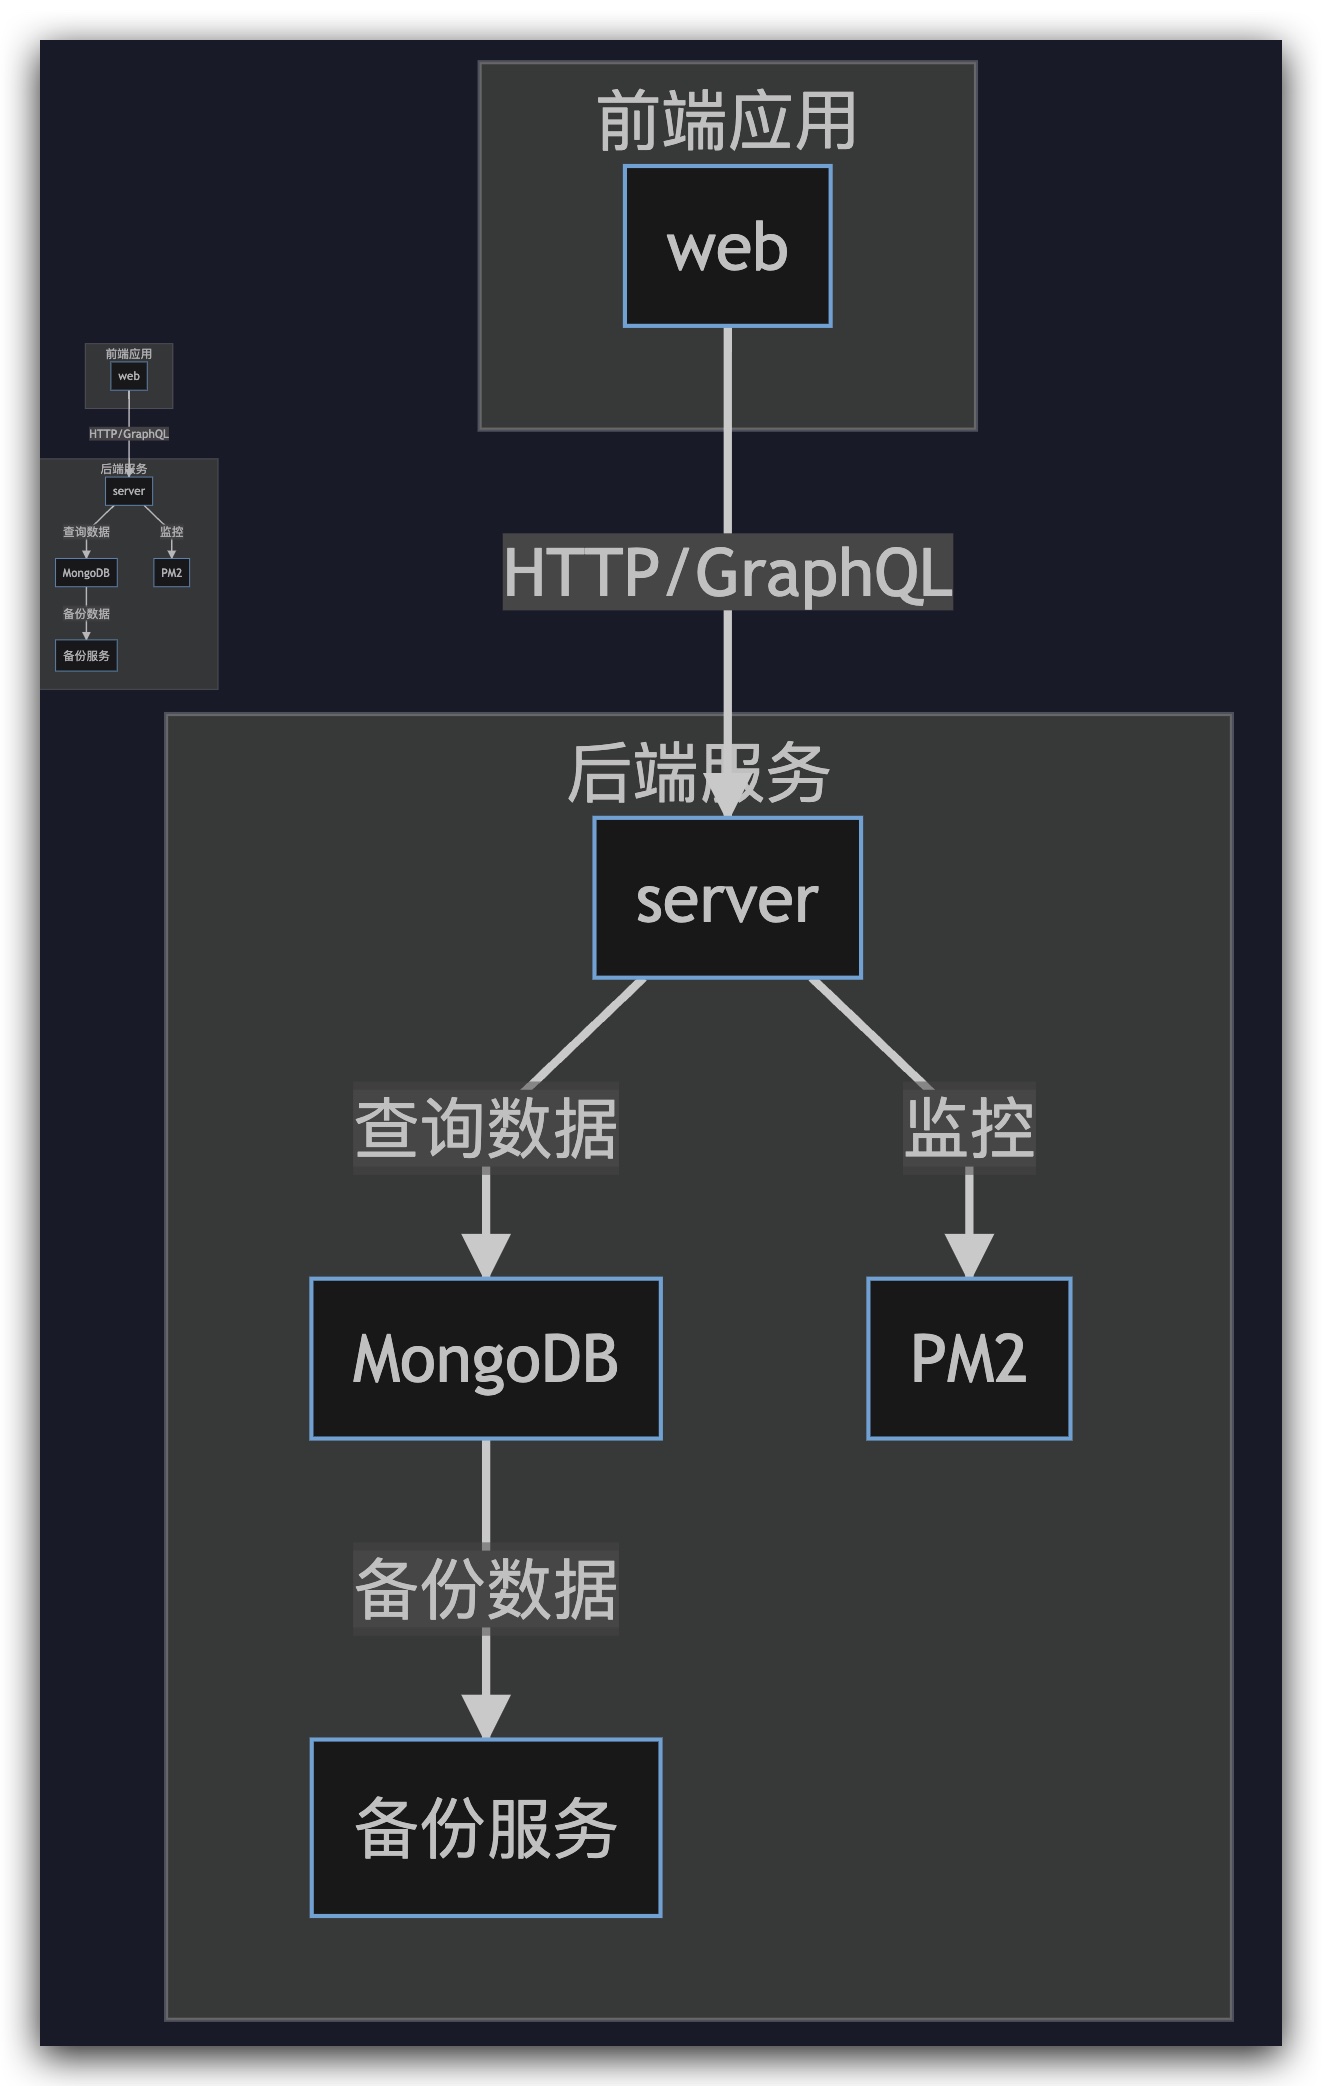 前端应用
web
HTTP/GraphQL
后端服务
server
查询数据
监控
MongoDB
PM2
备份数据
备份服务
前端应用
web
HTTP/GraphQL
后端服务
server
查询数据
监控
MongoDB
PM2
备份数据
备份服务